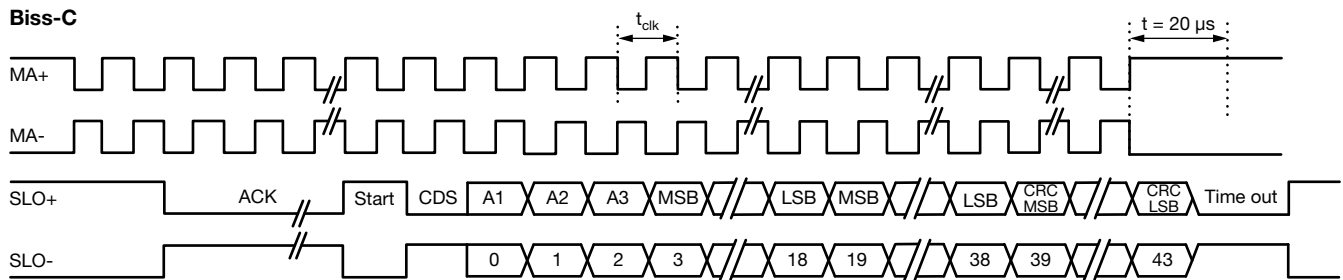 Biss-C
t_clk
t = 20 µs
MA+
MA-
SLO+ ACK Start CDS A1 A2 A3 MSB LSB MSB LSB CRC MSB CRC LSB Time out
SLO- 0 1 2 3 18 19 38 39 43